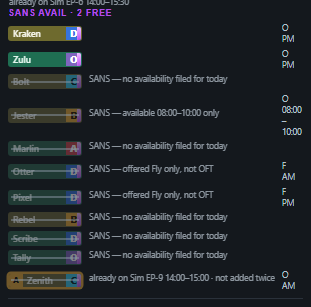 already on Sim EP-6 14:00–15:30
SANS AVAIL · 2 FREE
Kraken D O
PM
Zulu O O
PM
Bolt C SANS — no availability filed for today
Jester B SANS — available 08:00–10:00 only O
08:00
–
10:00
Marlin A SANS — no availability filed for today
Otter D SANS — offered Fly only, not OFT F
AM
Pixel D SANS — offered Fly only, not OFT F
PM
Rebel B SANS — no availability filed for today
Scribe D SANS — no availability filed for today
Tally O SANS — no availability filed for today
A Zenith C already on Sim EP-9 14:00–15:00 · not added twice O
AM